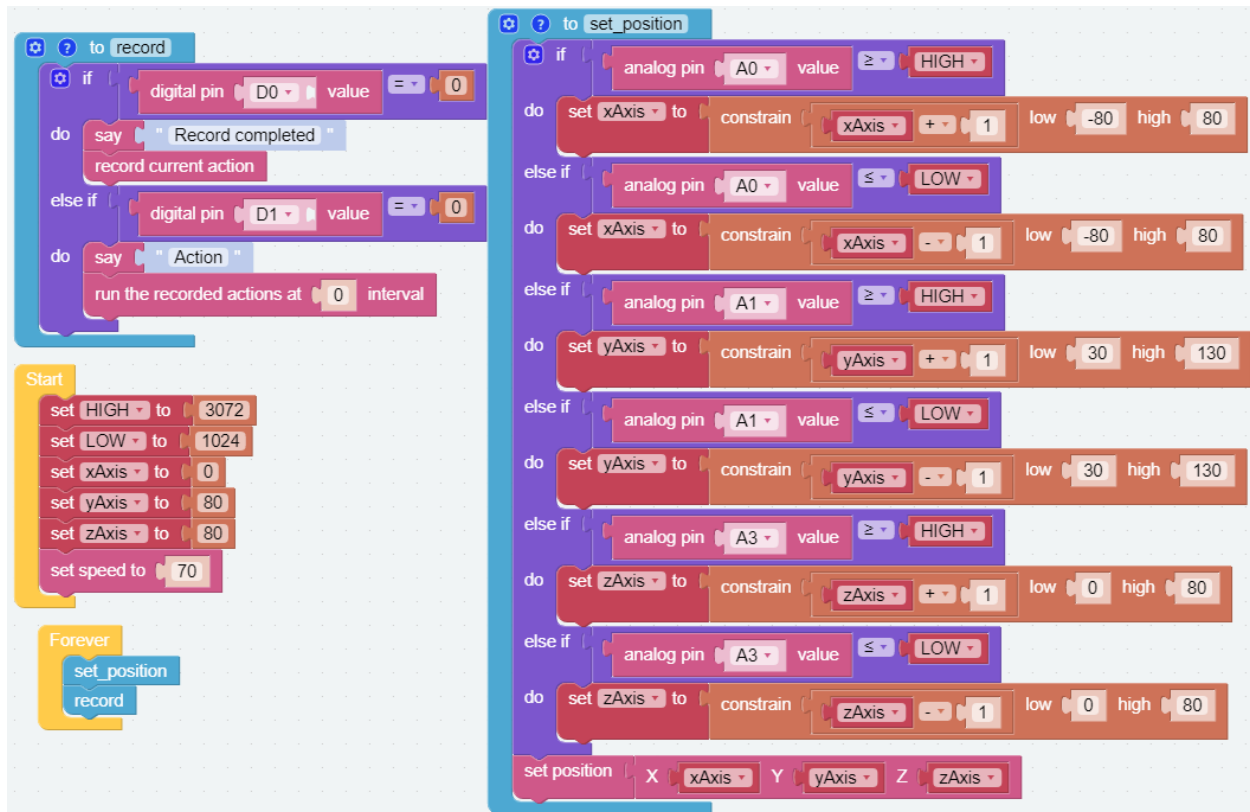 to record
if digital pin D0 value = 0
do say " Record completed "
record current action
else if digital pin D1 value = 0
do say " Action "
run the recorded actions at 0 interval
Start
set HIGH to 3072
set LOW to 1024
set xAxis to 0
set yAxis to 80
set zAxis to 80
set speed to 70
Forever
set_position
record
to set_position
if analog pin A0 value ≥ HIGH
do set xAxis to constrain xAxis + 1 low -80 high 80
else if analog pin A0 value ≤ LOW
do set xAxis to constrain xAxis - 1 low -80 high 80
else if analog pin A1 value ≥ HIGH
do set yAxis to constrain yAxis + 1 low 30 high 130
else if analog pin A1 value ≤ LOW
do set yAxis to constrain yAxis - 1 low 30 high 130
else if analog pin A3 value ≥ HIGH
do set zAxis to constrain zAxis + 1 low 0 high 80
else if analog pin A3 value ≤ LOW
do set zAxis to constrain zAxis - 1 low 0 high 80
set position X xAxis Y yAxis Z zAxis